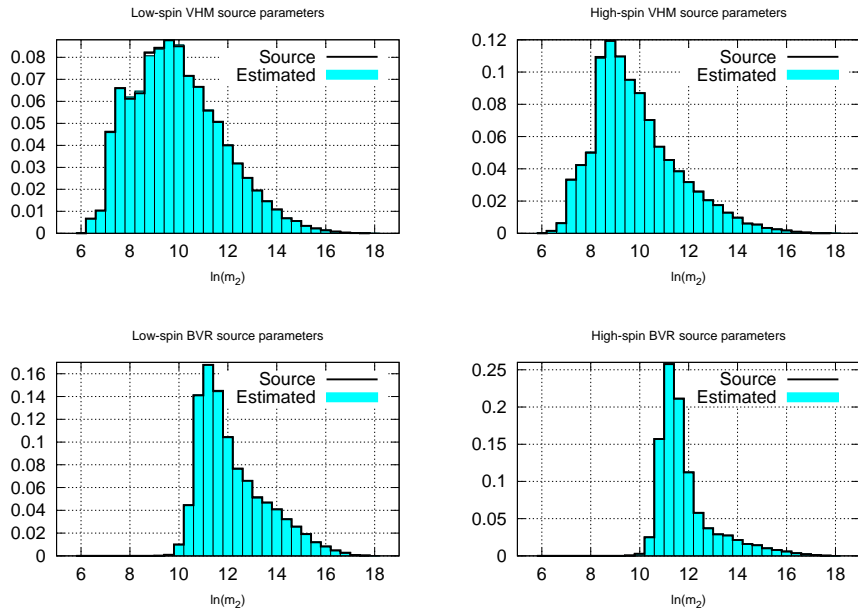 Low-spin VHM source parameters
0.08
0.07
0.06
0.05
0.04
0.03
0.02
0.01
0
Source
Estimated
6 8 10 12 14 16 18
ln(m2)
High-spin VHM source parameters
0.12
0.1
0.08
0.06
0.04
0.02
0
Source
Estimated
6 8 10 12 14 16 18
ln(m2)
Low-spin BVR source parameters
0.16
0.14
0.12
0.1
0.08
0.06
0.04
0.02
0
Source
Estimated
6 8 10 12 14 16 18
ln(m2)
High-spin BVR source parameters
0.25
0.2
0.15
0.1
0.05
0
Source
Estimated
6 8 10 12 14 16 18
ln(m2)